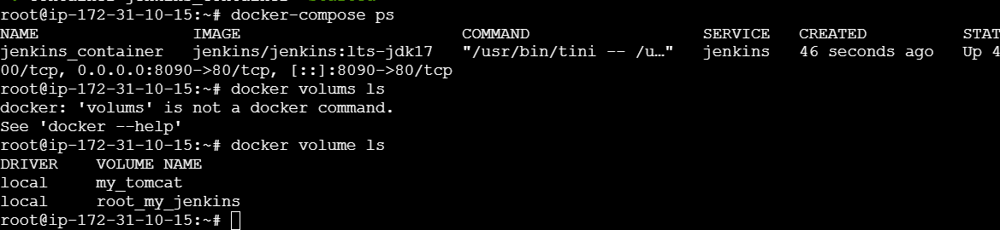 root@ip-172-31-10-15:~# docker-compose ps
NAME                IMAGE                     COMMAND                  SERVICE   CREATED          STAT
jenkins_container   jenkins/jenkins:lts-jdk17   "/usr/bin/tini -- /u…"   jenkins   46 seconds ago   Up 4
00/tcp, 0.0.0.0:8090->80/tcp, [::]:8090->80/tcp
root@ip-172-31-10-15:~# docker volums ls
docker: 'volums' is not a docker command.
See 'docker --help'
root@ip-172-31-10-15:~# docker volume ls
DRIVER    VOLUME NAME
local     my_tomcat
local     root_my_jenkins
root@ip-172-31-10-15:~#